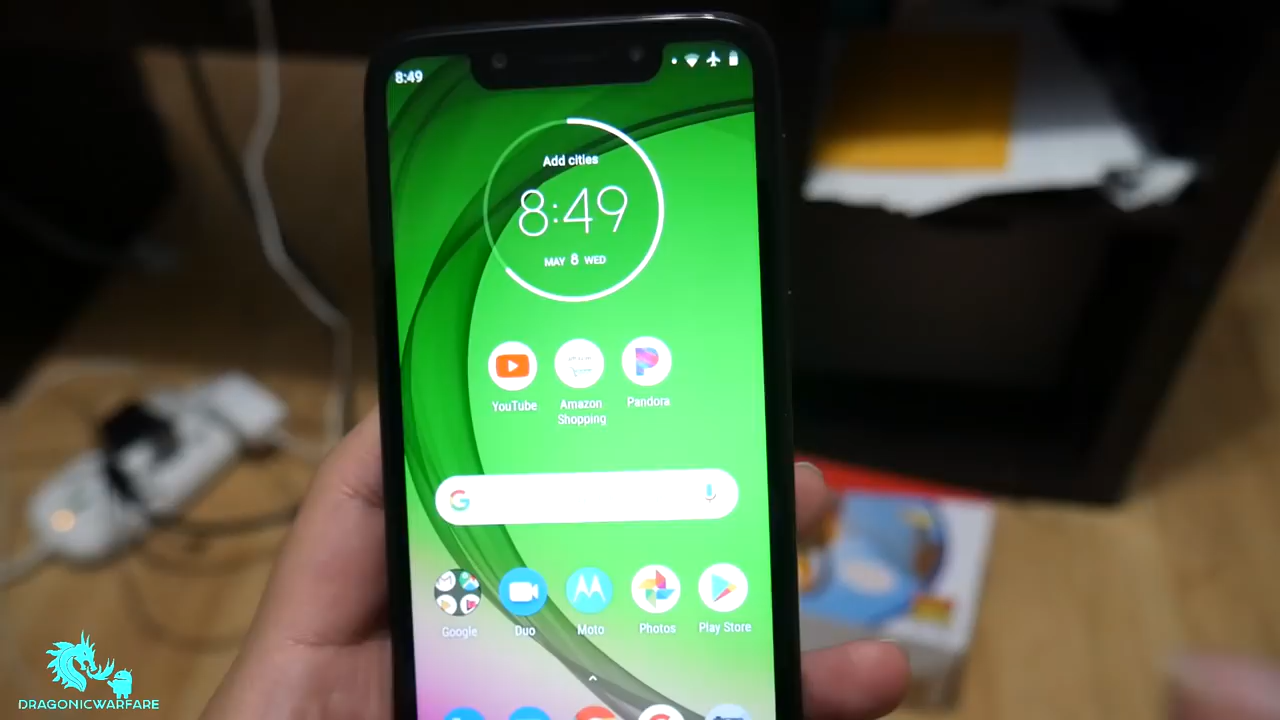 8:49
Add cities
8:49
MAY 8 WED
YouTube
Amazon
Shopping
Pandora
Google
Duo
Moto
Photos
Play Store
DRAGONICWARFARE